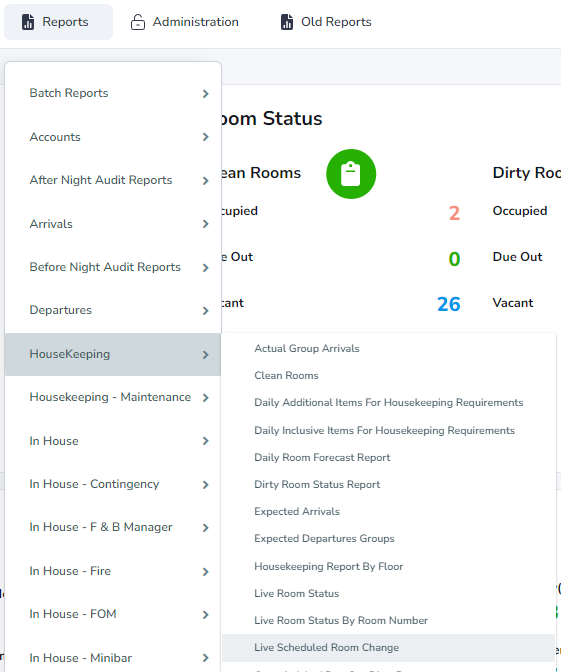 Reports Administration Old Reports
Batch Reports
Accounts
After Night Audit Reports
Arrivals
Before Night Audit Reports
Departures
HouseKeeping
Housekeeping - Maintenance
In House
In House - Contingency
In House - F & B Manager
In House - Fire
In House - FOM
In House - Minibar
oom Status
ean Rooms
cupied 2
e Out 0
cant 26
Dirty Roo
Occupied
Due Out
Vacant
Actual Group Arrivals
Clean Rooms
Daily Additional Items For Housekeeping Requirements
Daily Inclusive Items For Housekeeping Requirements
Daily Room Forecast Report
Dirty Room Status Report
Expected Arrivals
Expected Departures Groups
Housekeeping Report By Floor
Live Room Status
Live Room Status By Room Number
Live Scheduled Room Change